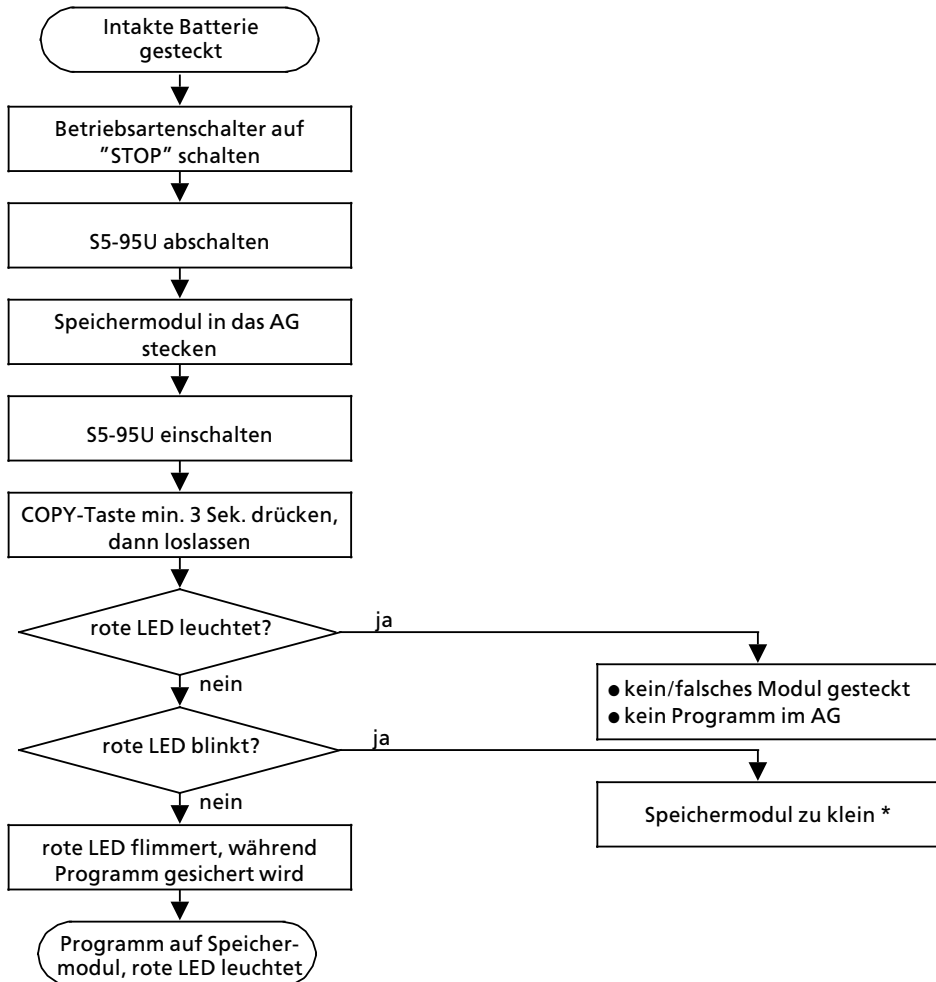 Intakte Batterie
gesteckt
Betriebsartenschalter auf
"STOP" schalten
S5-95U abschalten
Speichermodul in das AG
stecken
S5-95U einschalten
COPY-Taste min. 3 Sek. drücken,
dann loslassen
rote LED leuchtet?
ja
nein
● kein/falsches Modul gesteckt
● kein Programm im AG
rote LED blinkt?
ja
nein
Speichermodul zu klein *
rote LED flimmert, während
Programm gesichert wird
Programm auf Speicher-
modul, rote LED leuchtet